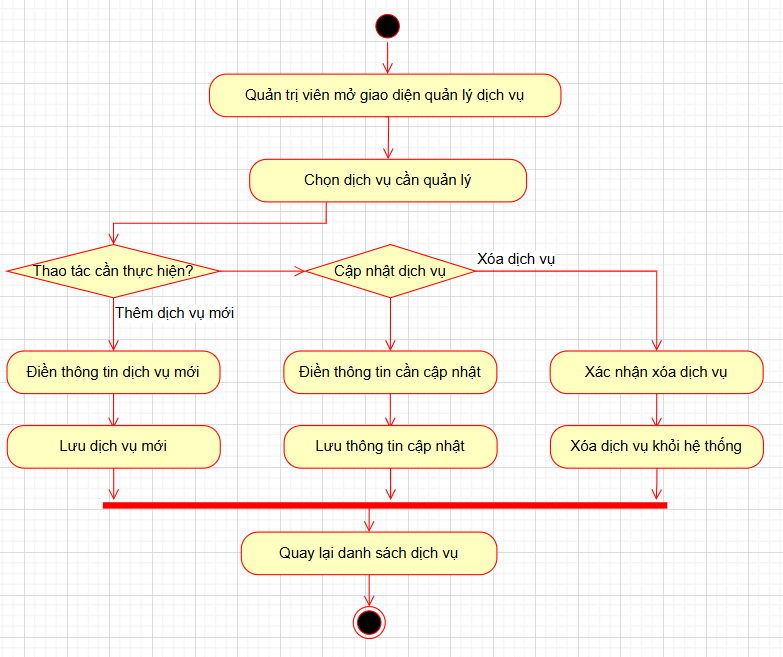 Quản trị viên mở giao diện quản lý dịch vụ
Chọn dịch vụ cần quản lý
Thao tác cần thực hiện?
Cập nhật dịch vụ
Xóa dịch vụ
Thêm dịch vụ mới
Điền thông tin dịch vụ mới
Điền thông tin cần cập nhật
Xác nhận xóa dịch vụ
Lưu dịch vụ mới
Lưu thông tin cập nhật
Xóa dịch vụ khỏi hệ thống
Quay lại danh sách dịch vụ